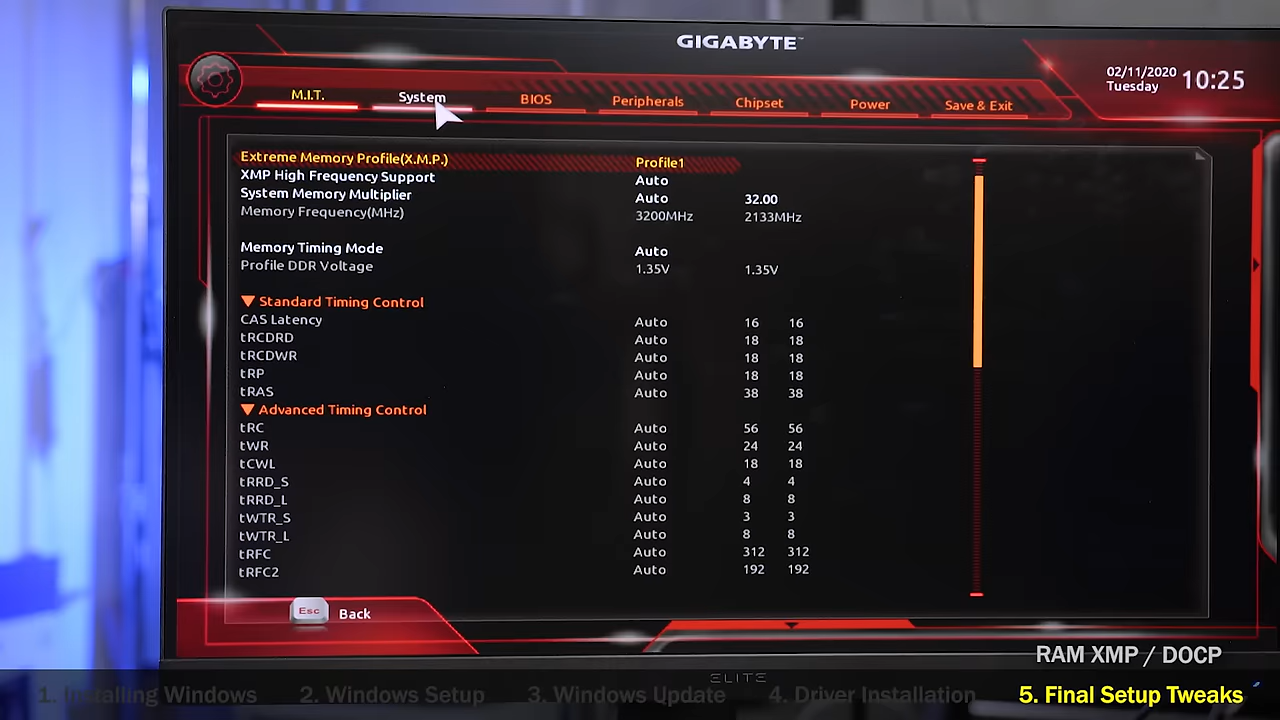 GIGABYTE™
02/11/2020
Tuesday
10:25
M.I.T. System BIOS Peripherals Chipset Power Save & Exit
Extreme Memory Profile(X.M.P.) Profile1
XMP High Frequency Support Auto
System Memory Multiplier Auto 32.00
Memory Frequency(MHz) 3200MHz 2133MHz
Memory Timing Mode Auto
Profile DDR Voltage 1.35V 1.35V
▼ Standard Timing Control
CAS Latency Auto 16 16
tRCDRD Auto 18 18
tRCDWR Auto 18 18
tRP Auto 18 18
tRAS Auto 38 38
▼ Advanced Timing Control
tRC Auto 56 56
tWR Auto 24 24
tCWL Auto 18 18
tRRD_S Auto 4 4
tRRD_L Auto 8 8
tWTR_S Auto 3 3
tWTR_L Auto 8 8
tRFC Auto 312 312
tRFC2 Auto 192 192
Esc Back
RAM XMP / DOCP
ELITE
1. Installing Windows 2. Windows Setup 3. Windows Update 4. Driver Installation 5. Final Setup Tweaks